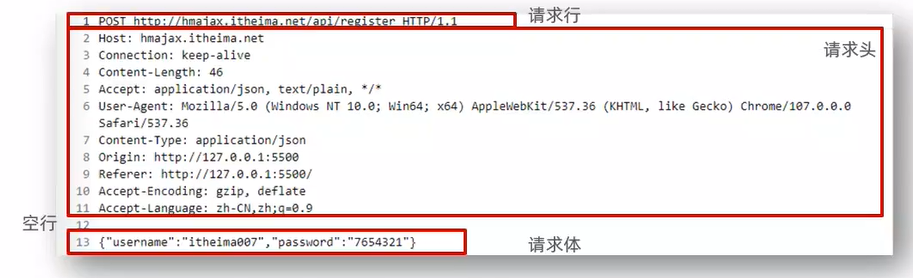 1 POST http://hmajax.itheima.net/api/register HTTP/1.1
请求行
2 Host: hmajax.itheima.net
请求头
3 Connection: keep-alive
4 Content-Length: 46
5 Accept: application/json, text/plain, */*
6 User-Agent: Mozilla/5.0 (Windows NT 10.0; Win64; x64) AppleWebKit/537.36 (KHTML, like Gecko) Chrome/107.0.0.0
Safari/537.36
7 Content-Type: application/json
8 Origin: http://127.0.0.1:5500
9 Referer: http://127.0.0.1:5500/
10 Accept-Encoding: gzip, deflate
11 Accept-Language: zh-CN,zh;q=0.9
空行
12
13 {"username":"itheima007","password":"7654321"}
请求体